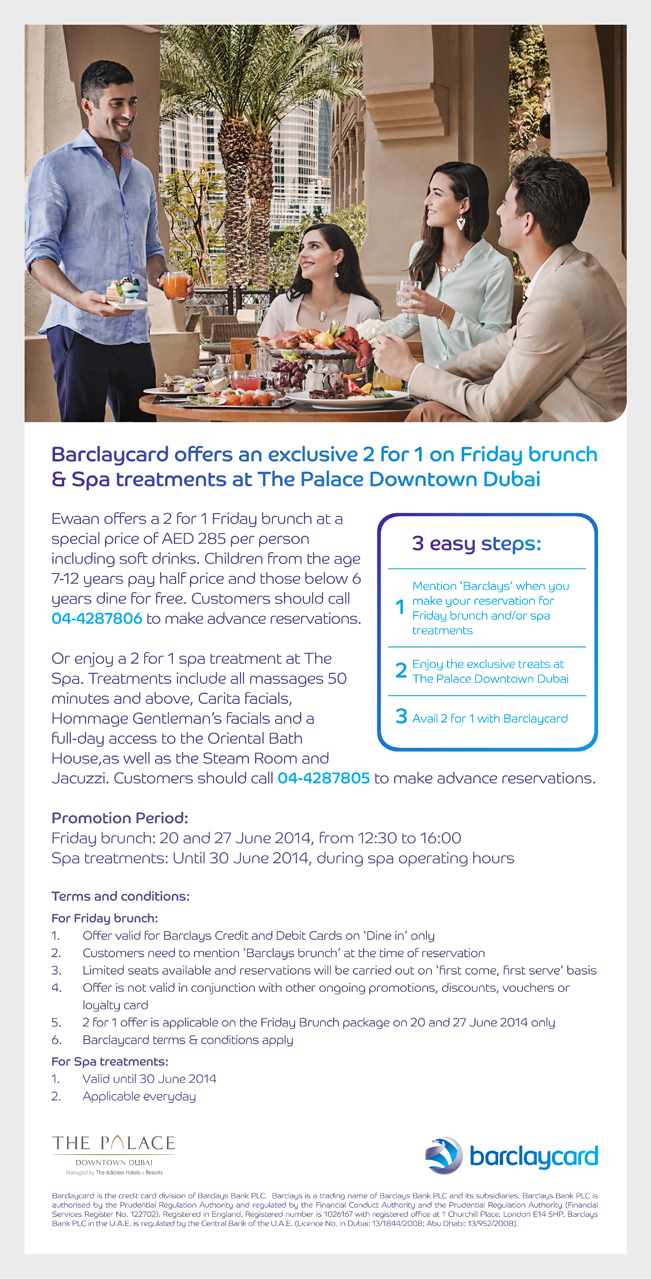 Barclaycard offers an exclusive 2 for 1 on Friday brunch
& Spa treatments at The Palace Downtown Dubai
Ewaan offers a 2 for 1 Friday brunch at a
special price of AED 285 per person
including soft drinks. Children from the age
7-12 years pay half price and those below 6
years dine for free. Customers should call
04-4287806 to make advance reservations.
Or enjoy a 2 for 1 spa treatment at The
Spa. Treatments include all massages 50
minutes and above, Carita facials,
Hommage Gentleman's facials and a
full-day access to the Oriental Bath
House,as well as the Steam Room and
Jacuzzi. Customers should call 04-4287805 to make advance reservations.
3 easy steps:
1 Mention 'Barclays' when you
make your reservation for
Friday brunch and/or spa
treatments
2 Enjoy the exclusive treats at
The Palace Downtown Dubai
3 Avail 2 for 1 with Barclaycard
Promotion Period:
Friday brunch: 20 and 27 June 2014, from 12:30 to 16:00
Spa treatments: Until 30 June 2014, during spa operating hours
Terms and conditions:
For Friday brunch:
1. Offer valid for Barclays Credit and Debit Cards on 'Dine in' only
2. Customers need to mention 'Barclays brunch' at the time of reservation
3. Limited seats available and reservations will be carried out on 'first come, first serve' basis
4. Offer is not valid in conjunction with other ongoing promotions, discounts, vouchers or
loyalty card
5. 2 for 1 offer is applicable on the Friday Brunch package on 20 and 27 June 2014 only
6. Barclaycard terms & conditions apply
For Spa treatments:
1. Valid until 30 June 2014
2. Applicable everyday
THE PALACE
DOWNTOWN DUBAI
Managed by The Address Hotels + Resorts
barclaycard
Barclaycard is the credit card division of Barclays Bank PLC. Barclays is a trading name of Barclays Bank PLC and its subsidiaries. Barclays Bank PLC is
authorised by the Prudential Regulation Authority and regulated by the Financial Conduct Authority and the Prudential Regulation Authority (Financial
Services Register No. 122702). Registered in England. Registered number is 1026167 with registered office at 1 Churchill Place, London E14 5HP. Barclays
Bank PLC in the U.A.E. is regulated by the Central Bank of the U.A.E. (Licence No. in Dubai: 13/1844/2008; Abu Dhabi: 13/952/2008).